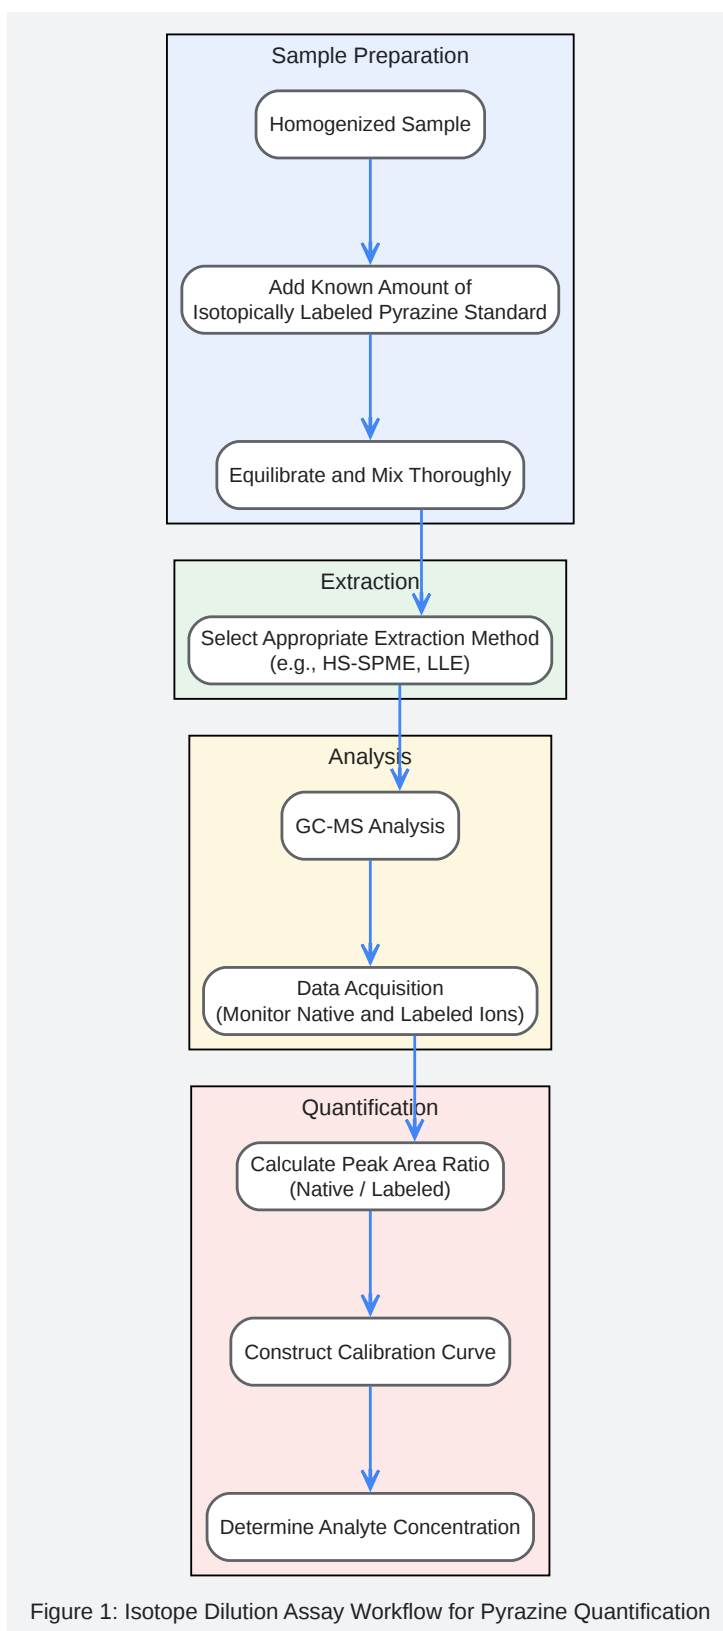 Sample Preparation
Homogenized Sample
Add Known Amount of
Isotopically Labeled Pyrazine Standard
Equilibrate and Mix Thoroughly
Extraction
Select Appropriate Extraction Method
(e.g., HS-SPME, LLE)
Analysis
GC-MS Analysis
Data Acquisition
(Monitor Native and Labeled Ions)
Quantification
Calculate Peak Area Ratio
(Native / Labeled)
Construct Calibration Curve
Determine Analyte Concentration
Figure 1: Isotope Dilution Assay Workflow for Pyrazine Quantification